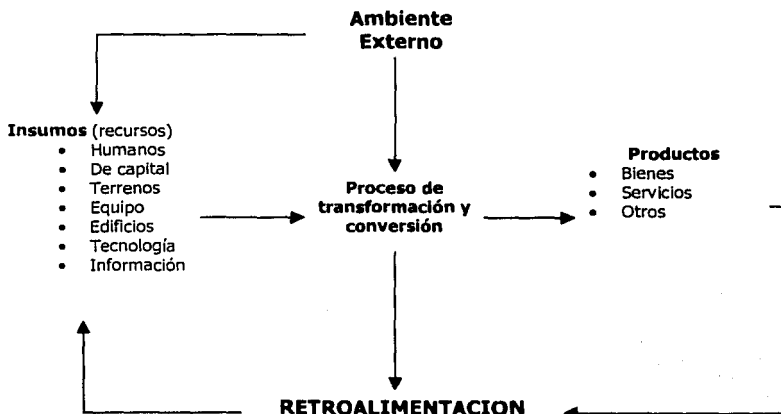 Ambiente
Externo
Insumos (recursos)
• Humanos
• De capital
• Terrenos
• Equipo
• Edificios
• Tecnología
• Información
Proceso de
transformación y
conversión
Productos
• Bienes
• Servicios
• Otros
RETROALIMENTACION